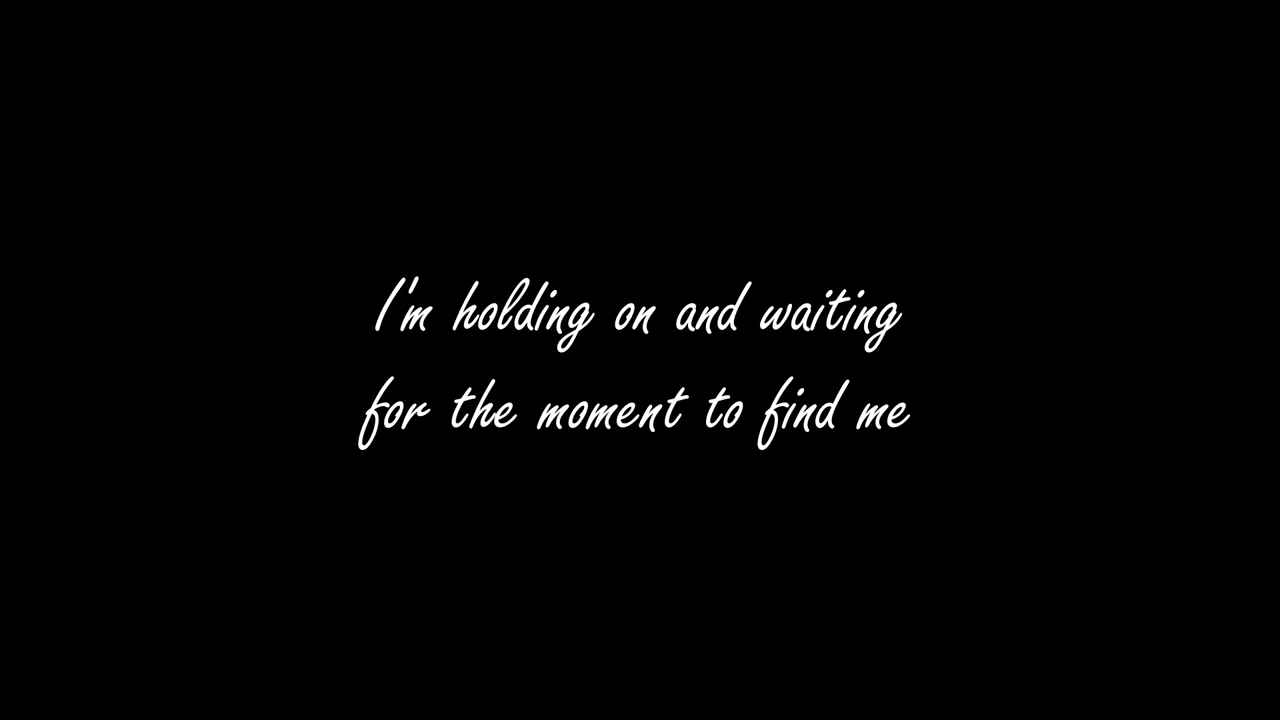 I'm holding on and waiting
for the moment to find me